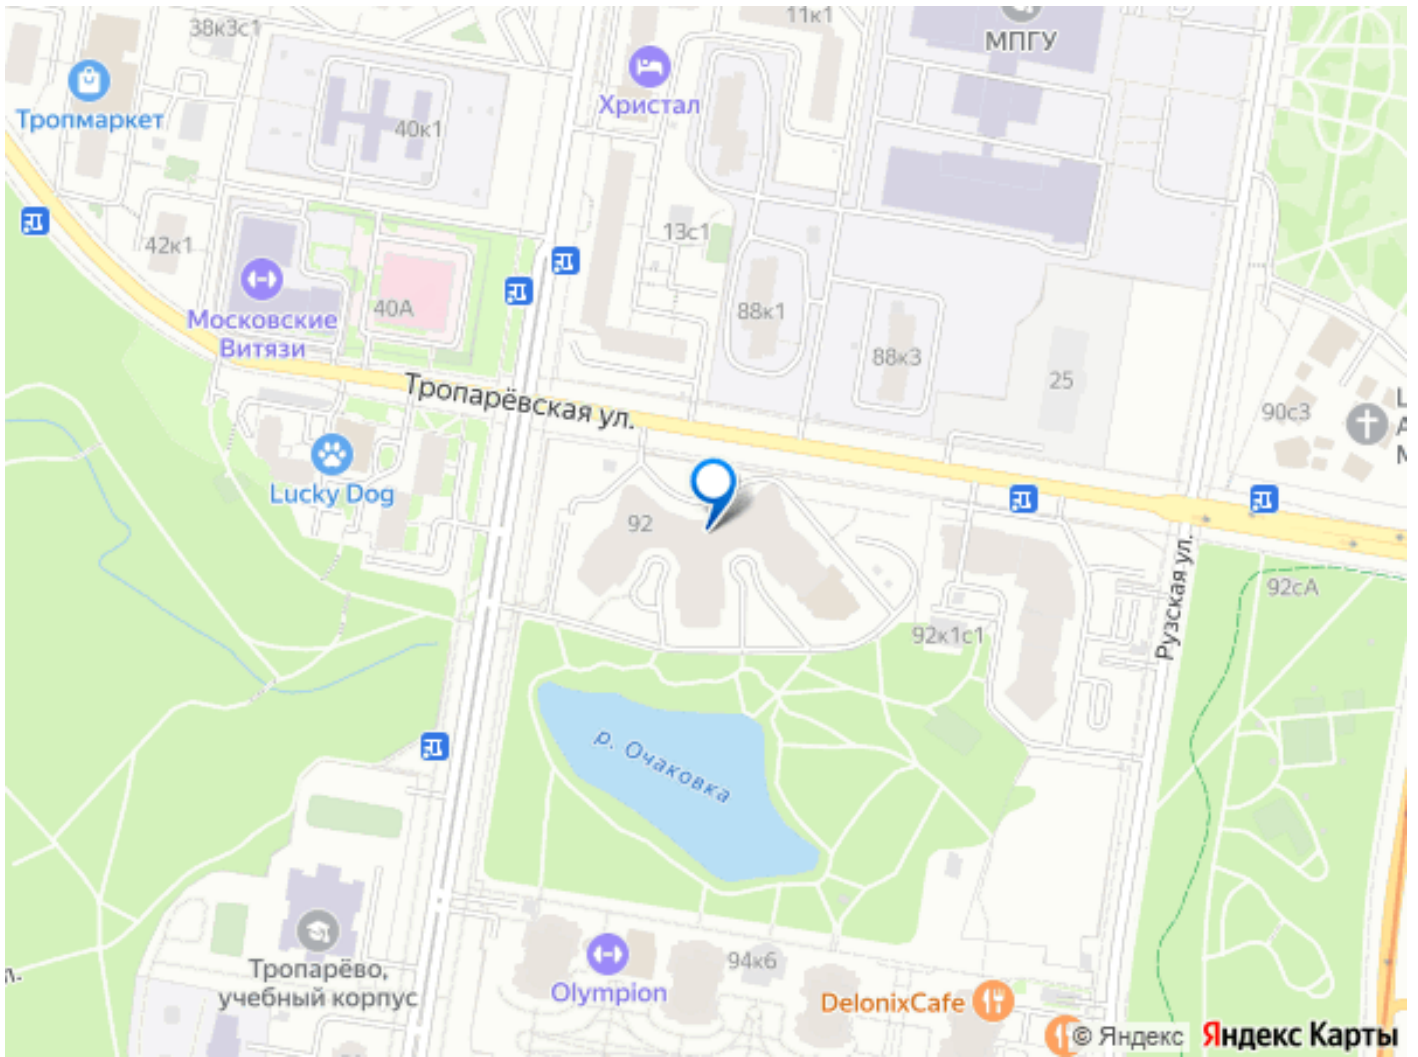 38к3с1
11к1
МПГУ
Христал
Тропмаркет
40к1
13с1
42к1
40А
Московские
Витязи
88к1
88к3
25
90с3
Тропарёвская ул.
Lucky Dog
92
Рузская ул.
92сА
92к1с1
р. Очаковка
Тропарёво,
учебный корпус
Olympion
94к6
DelonixCafe
© Яндекс
Яндекс Карты